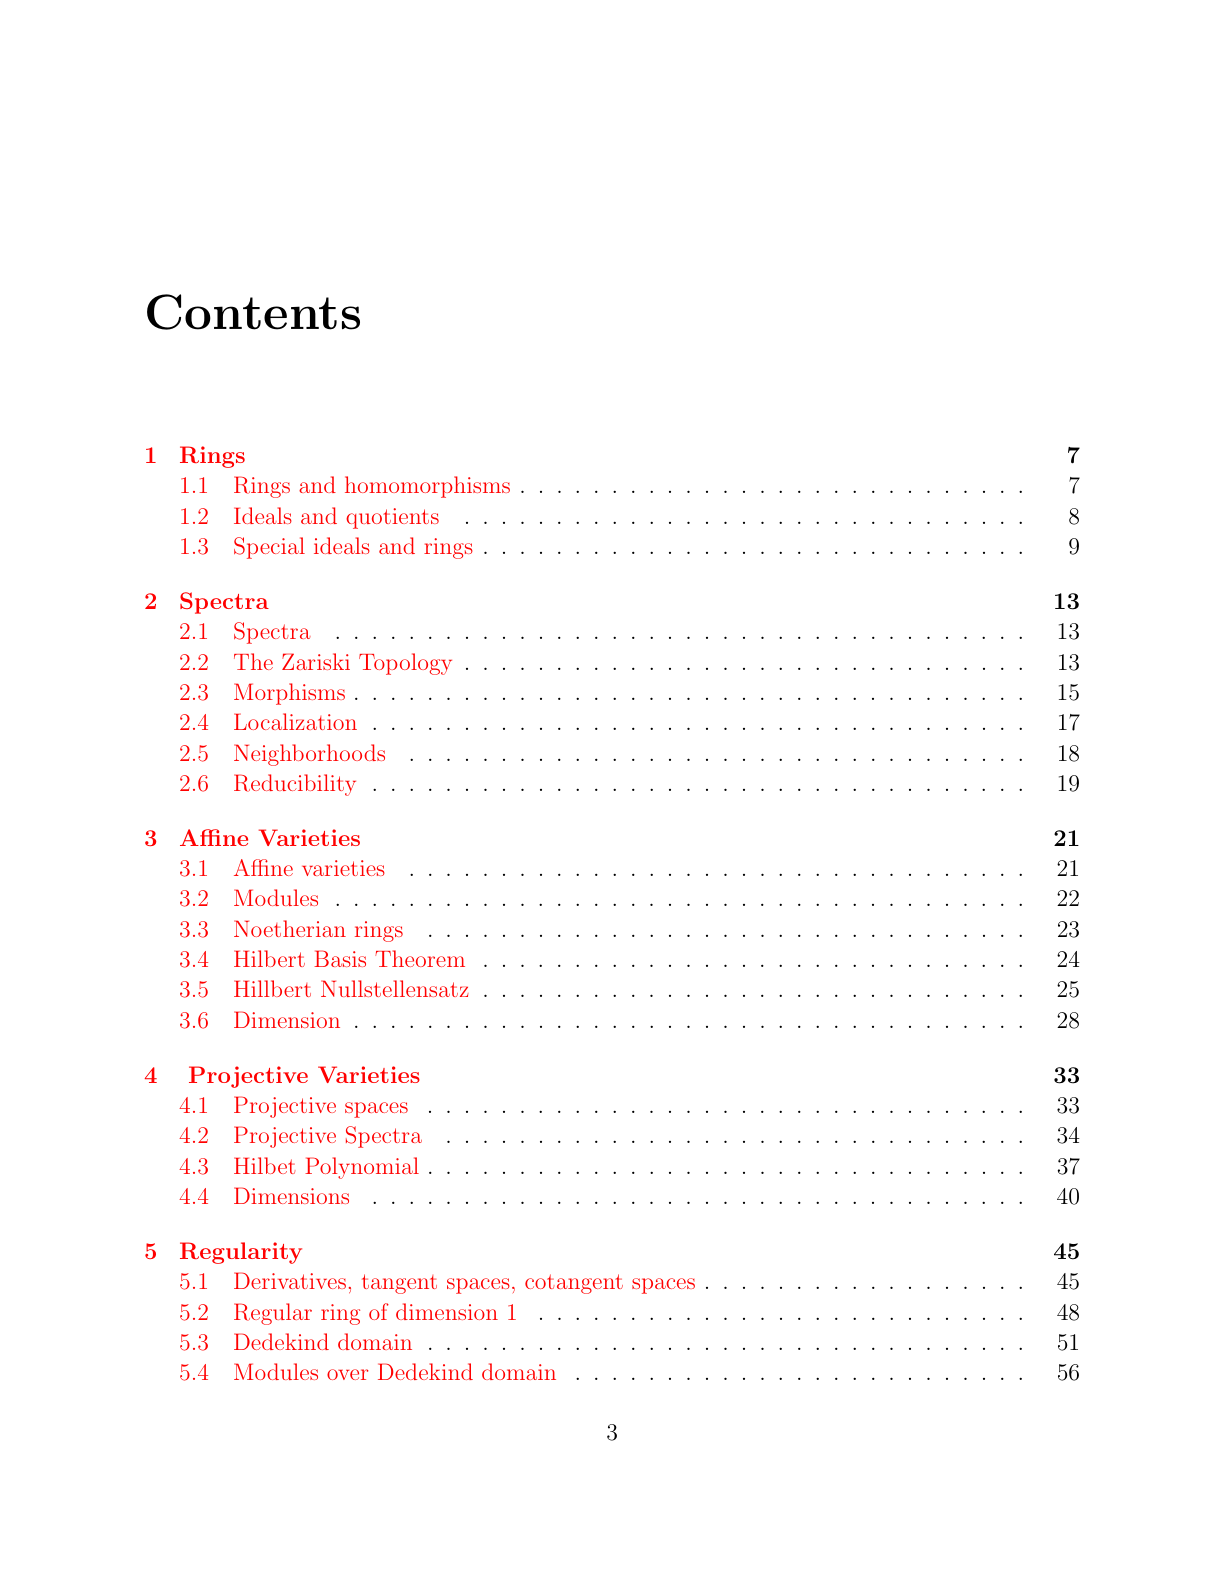 Contents
1 Rings 7
1.1 Rings and homomorphisms . . . . . . . . . . . . . . . . . . . . . . . . . . . . 7
1.2 Ideals and quotients . . . . . . . . . . . . . . . . . . . . . . . . . . . . . . . 8
1.3 Special ideals and rings . . . . . . . . . . . . . . . . . . . . . . . . . . . . . . 9
2 Spectra 13
2.1 Spectra . . . . . . . . . . . . . . . . . . . . . . . . . . . . . . . . . . . . . . 13
2.2 The Zariski Topology . . . . . . . . . . . . . . . . . . . . . . . . . . . . . . . 13
2.3 Morphisms . . . . . . . . . . . . . . . . . . . . . . . . . . . . . . . . . . . . . 15
2.4 Localization . . . . . . . . . . . . . . . . . . . . . . . . . . . . . . . . . . . . 17
2.5 Neighborhoods . . . . . . . . . . . . . . . . . . . . . . . . . . . . . . . . . . 18
2.6 Reducibility . . . . . . . . . . . . . . . . . . . . . . . . . . . . . . . . . . . . 19
3 Affine Varieties 21
3.1 Affine varieties . . . . . . . . . . . . . . . . . . . . . . . . . . . . . . . . . . 21
3.2 Modules . . . . . . . . . . . . . . . . . . . . . . . . . . . . . . . . . . . . . . 22
3.3 Noetherian rings . . . . . . . . . . . . . . . . . . . . . . . . . . . . . . . . . 23
3.4 Hilbert Basis Theorem . . . . . . . . . . . . . . . . . . . . . . . . . . . . . . 24
3.5 Hillbert Nullstellensatz . . . . . . . . . . . . . . . . . . . . . . . . . . . . . . 25
3.6 Dimension . . . . . . . . . . . . . . . . . . . . . . . . . . . . . . . . . . . . . 28
4 Projective Varieties 33
4.1 Projective spaces . . . . . . . . . . . . . . . . . . . . . . . . . . . . . . . . . 33
4.2 Projective Spectra . . . . . . . . . . . . . . . . . . . . . . . . . . . . . . . . 34
4.3 Hilbet Polynomial . . . . . . . . . . . . . . . . . . . . . . . . . . . . . . . . . 37
4.4 Dimensions . . . . . . . . . . . . . . . . . . . . . . . . . . . . . . . . . . . 40
5 Regularity 45
5.1 Derivatives, tangent spaces, cotangent spaces . . . . . . . . . . . . . . . . . . 45
5.2 Regular ring of dimension 1 . . . . . . . . . . . . . . . . . . . . . . . . . . . 48
5.3 Dedekind domain . . . . . . . . . . . . . . . . . . . . . . . . . . . . . . . . . 51
5.4 Modules over Dedekind domain . . . . . . . . . . . . . . . . . . . . . . . . . 56
3